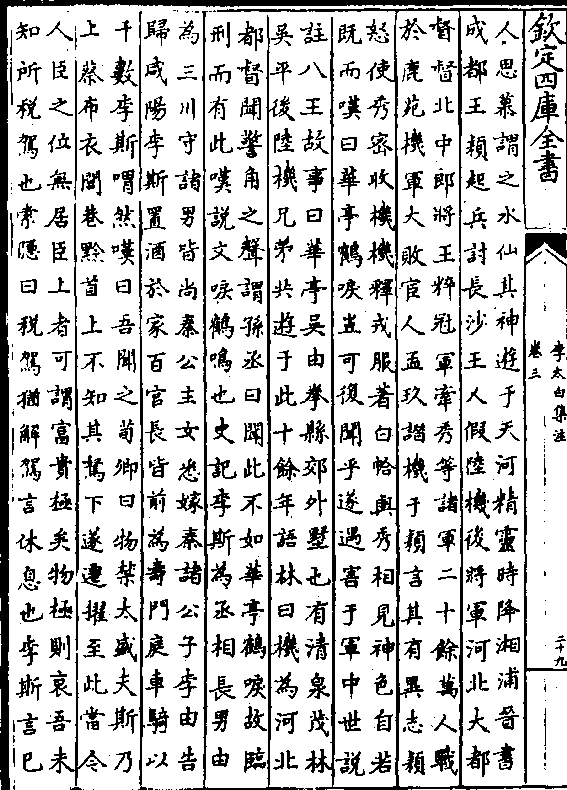 欽定四庫全書
李太白集注
卷三
二十九
人思慕謂之水仙其神遊于天河精靈時降湘浦晉書
成都王穎起兵討長沙王乂假陸機後將軍河北大都
督督北中郎將王粹冠軍牽秀等諸軍二十餘萬人戰
於鹿苑機軍大敗宦人孟玖譖機于穎言其有異志穎
怒使秀密收機機釋戎服著白帢與秀相見神色自若
既而嘆曰華亭鶴唳豈可復聞乎遂遇害于軍中世說
註八王故事曰華亭吳由拳縣郊外墅也有清泉茂林
吳平後陸機兄弟共遊于此十餘年語林曰機為河北
都督聞警角之聲謂孫丞曰聞此不如華亭鶴唳故臨
刑而有此嘆說文唳鶴鳴也史記李斯為丞相長男由
為三川守諸男皆尚秦公主女悉嫁秦諸公子李由告
歸咸陽李斯置酒於家百官長皆前為壽門庭車騎以
千數李斯喟然嘆曰吾聞之荀卿曰物禁太盛夫斯乃
上蔡布衣閭巷黔首上不知其駑下遂遷擢至此當今
人臣之位無居臣上者可謂富貴極矣物極則衰吾未
知所稅駕也索隱曰稅駕猶解駕言休息也李斯言已